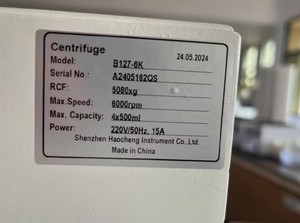 Centrifuge 24.05.2024
Model: B127-6K
Serial No.: A2405162QS
RCF: 5080xg
Max.Speed: 6000rpm
Max. Capacity: 4x500ml
Power: 220V/50Hz, 15A
Shenzhen Haocheng Instrument Co.,Ltd.
Made in China